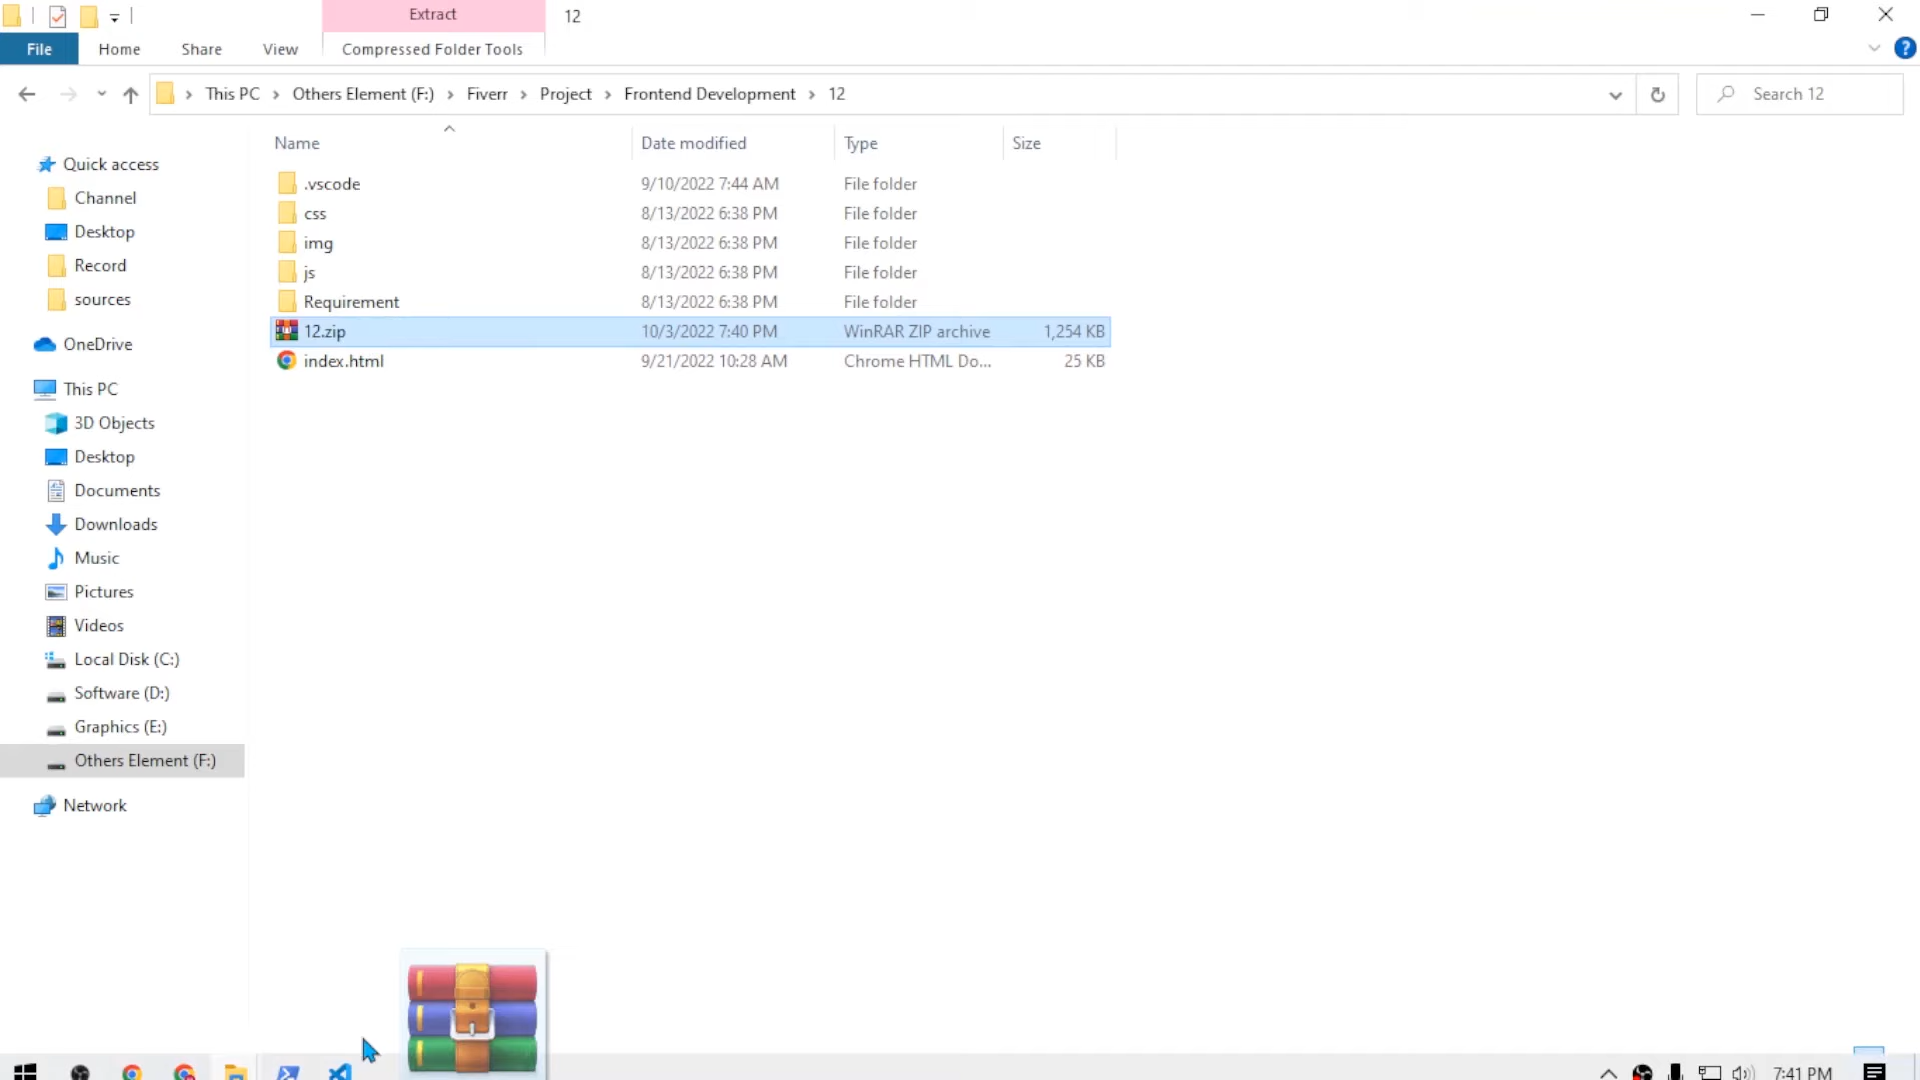 Extract
12
File
Home
Share
View
Compressed Folder Tools
This PC
Others Element (F:)
Fiverr
Project
Frontend Development
12
Search 12
Name
Date modified
Type
Size
.vscode 9/10/2022 7:44 AM File folder
css 8/13/2022 6:38 PM File folder
img 8/13/2022 6:38 PM File folder
js 8/13/2022 6:38 PM File folder
Requirement 8/13/2022 6:38 PM File folder
12.zip 10/3/2022 7:40 PM WinRAR ZIP archive 1,254 KB
index.html 9/21/2022 10:28 AM Chrome HTML Do... 25 KB
Quick access
Channel
Desktop
Record
sources
OneDrive
This PC
3D Objects
Desktop
Documents
Downloads
Music
Pictures
Videos
Local Disk (C:)
Software (D:)
Graphics (E:)
Others Element (F:)
Network
7:41 PM